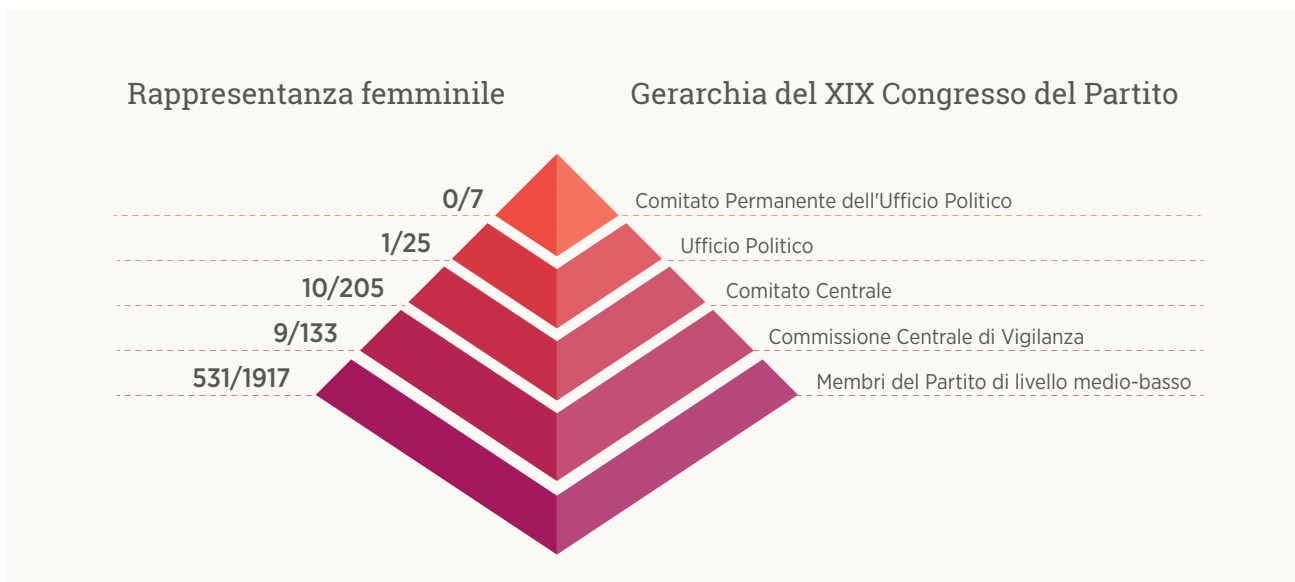 Rappresentanza femminile
Gerarchia del XIX Congresso del Partito
0/7
Comitato Permanente dell'Ufficio Politico
1/25
Ufficio Politico
10/205
Comitato Centrale
9/133
Commissione Centrale di Vigilanza
531/1917
Membri del Partito di livello medio-basso